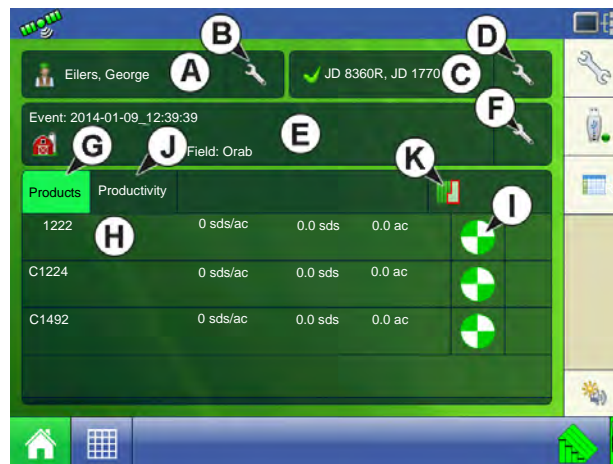 B
D
Eilers, George
A
JD 8360R, JD 1770
C
Event: 2014-01-09_12:39:39
E
F
G
J
Field: Orab
K
Products
Productivity
I
1222
H
0 sds/ac
0.0 sds
0.0 ac
C1224
0 sds/ac
0.0 sds
0.0 ac
C1492
0 sds/ac
0.0 sds
0.0 ac